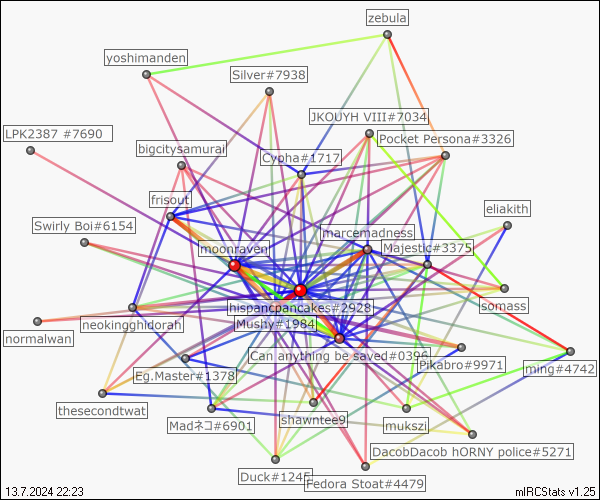 zebula
yoshimanden
Silver#7938
JKOUYH VIII#7034
LPK2387 #7690
Pocket Persona#3326
bigcitysamurai
Cypha#1717
frisout
eliakith
Swirly Boi#6154
marcemadness
moonraven
Majestic#3375
hispancpancakes#2928
somass
neokingghidorah
Mushy#1984
normalwan
Can anything be saved#0396
Pikabro#9971
ming#4742
Eg.Master#1378
thesecondtwat
Madネコ#6901
shawntee9
mukszi
DacobDacob hORNY police#5271
Duck#1245
Fedora Stoat#4479
13.7.2024 22:23
mIRCStats v1.25